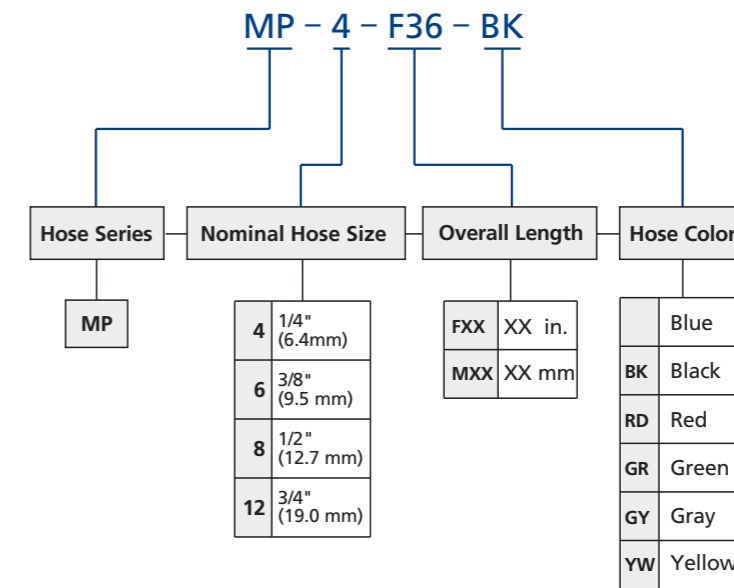 MP – 4 – F36 – BK
Hose Series
Nominal Hose Size
Overall Length
Hose Color
MP
4 1/4"
(6.4mm)
6 3/8"
(9.5 mm)
8 1/2"
(12.7 mm)
12 3/4"
(19.0 mm)
FXX XX in.
MXX XX mm
Blue
BK Black
RD Red
GR Green
GY Gray
YW Yellow